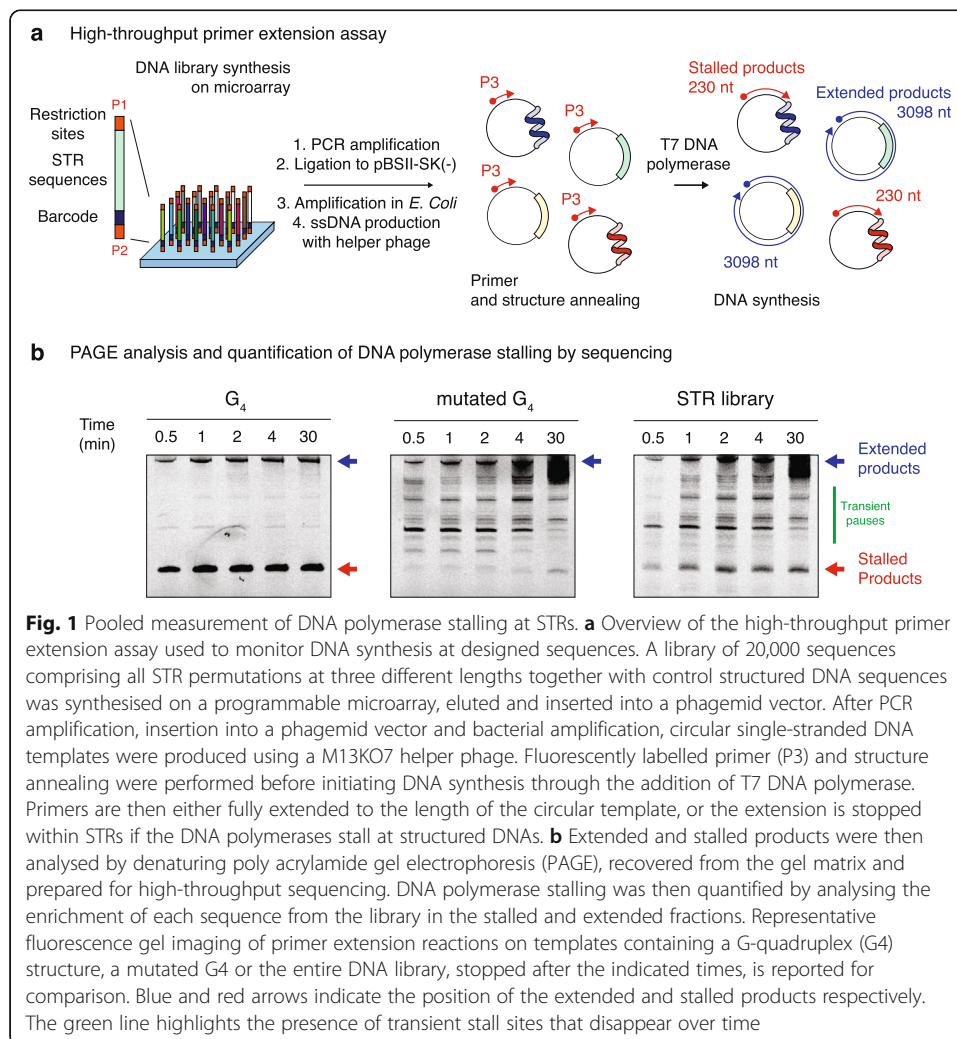 a High-throughput primer extension assay
DNA library synthesis
on microarray
P1
Restriction
sites
STR
sequences
Barcode
P2
1. PCR amplification
2. Ligation to pBSII-SK(-)
3. Amplification in E. Coli
4. ssDNA production
with helper phage
P3
P3
P3
P3
Primer
and structure annealing
T7 DNA
polymerase
Stalled products
230 nt
Extended products
3098 nt
230 nt
3098 nt
DNA synthesis
b PAGE analysis and quantification of DNA polymerase stalling by sequencing
G4
mutated G4
STR library
Time
(min)
0.5 1 2 4 30
0.5 1 2 4 30
0.5 1 2 4 30
Extended
products
Transient
pauses
Stalled
Products
Fig. 1 Pooled measurement of DNA polymerase stalling at STRs. a Overview of the high-throughput primer
extension assay used to monitor DNA synthesis at designed sequences. A library of 20,000 sequences
comprising all STR permutations at three different lengths together with control structured DNA sequences
was synthesised on a programmable microarray, eluted and inserted into a phagemid vector. After PCR
amplification, insertion into a phagemid vector and bacterial amplification, circular single-stranded DNA
templates were produced using a M13KO7 helper phage. Fluorescently labelled primer (P3) and structure
annealing were performed before initiating DNA synthesis through the addition of T7 DNA polymerase.
Primers are then either fully extended to the length of the circular template, or the extension is stopped
within STRs if the DNA polymerases stall at structured DNAs. b Extended and stalled products were then
analysed by denaturing poly acrylamide gel electrophoresis (PAGE), recovered from the gel matrix and
prepared for high-throughput sequencing. DNA polymerase stalling was then quantified by analysing the
enrichment of each sequence from the library in the stalled and extended fractions. Representative
fluorescence gel imaging of primer extension reactions on templates containing a G-quadruplex (G4)
structure, a mutated G4 or the entire DNA library, stopped after the indicated times, is reported for
comparison. Blue and red arrows indicate the position of the extended and stalled products respectively.
The green line highlights the presence of transient stall sites that disappear over time